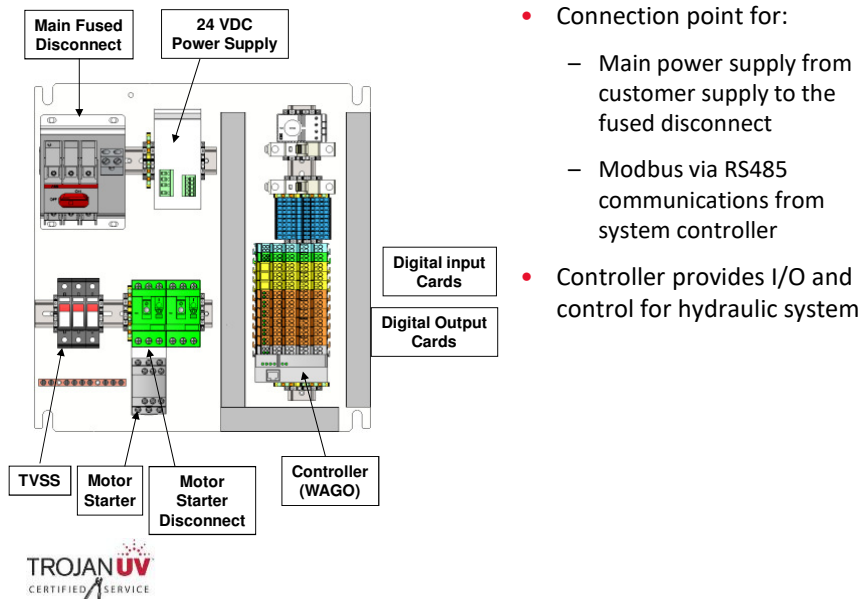 Main Fused
Disconnect
24 VDC
Power Supply
Digital input
Cards
Digital Output
Cards
TVSS
Motor
Starter
Motor
Starter
Disconnect
Controller
(WAGO)
• Connection point for:
– Main power supply from
customer supply to the
fused disconnect
– Modbus via RS485
communications from
system controller
• Controller provides I/O and
control for hydraulic system
TROJANUV
CERTIFIED SERVICE